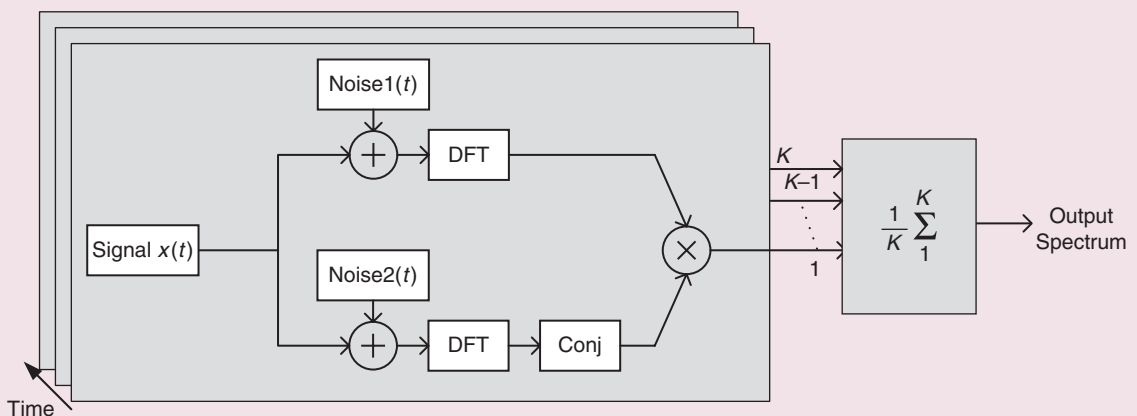 Noise1(t)
+
DFT
Signal x(t)
Noise2(t)
+
DFT
Conj
×
K
K–1
1
1/K ∑ K 1
Output
Spectrum
Time